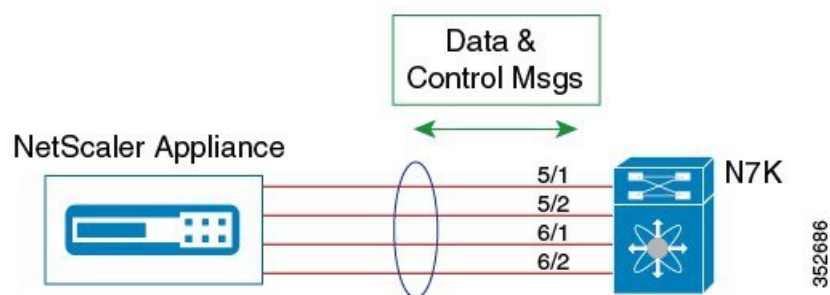 Data &
Control Msgs
NetScaler Appliance
N7K
5/1
5/2
6/1
6/2
352686